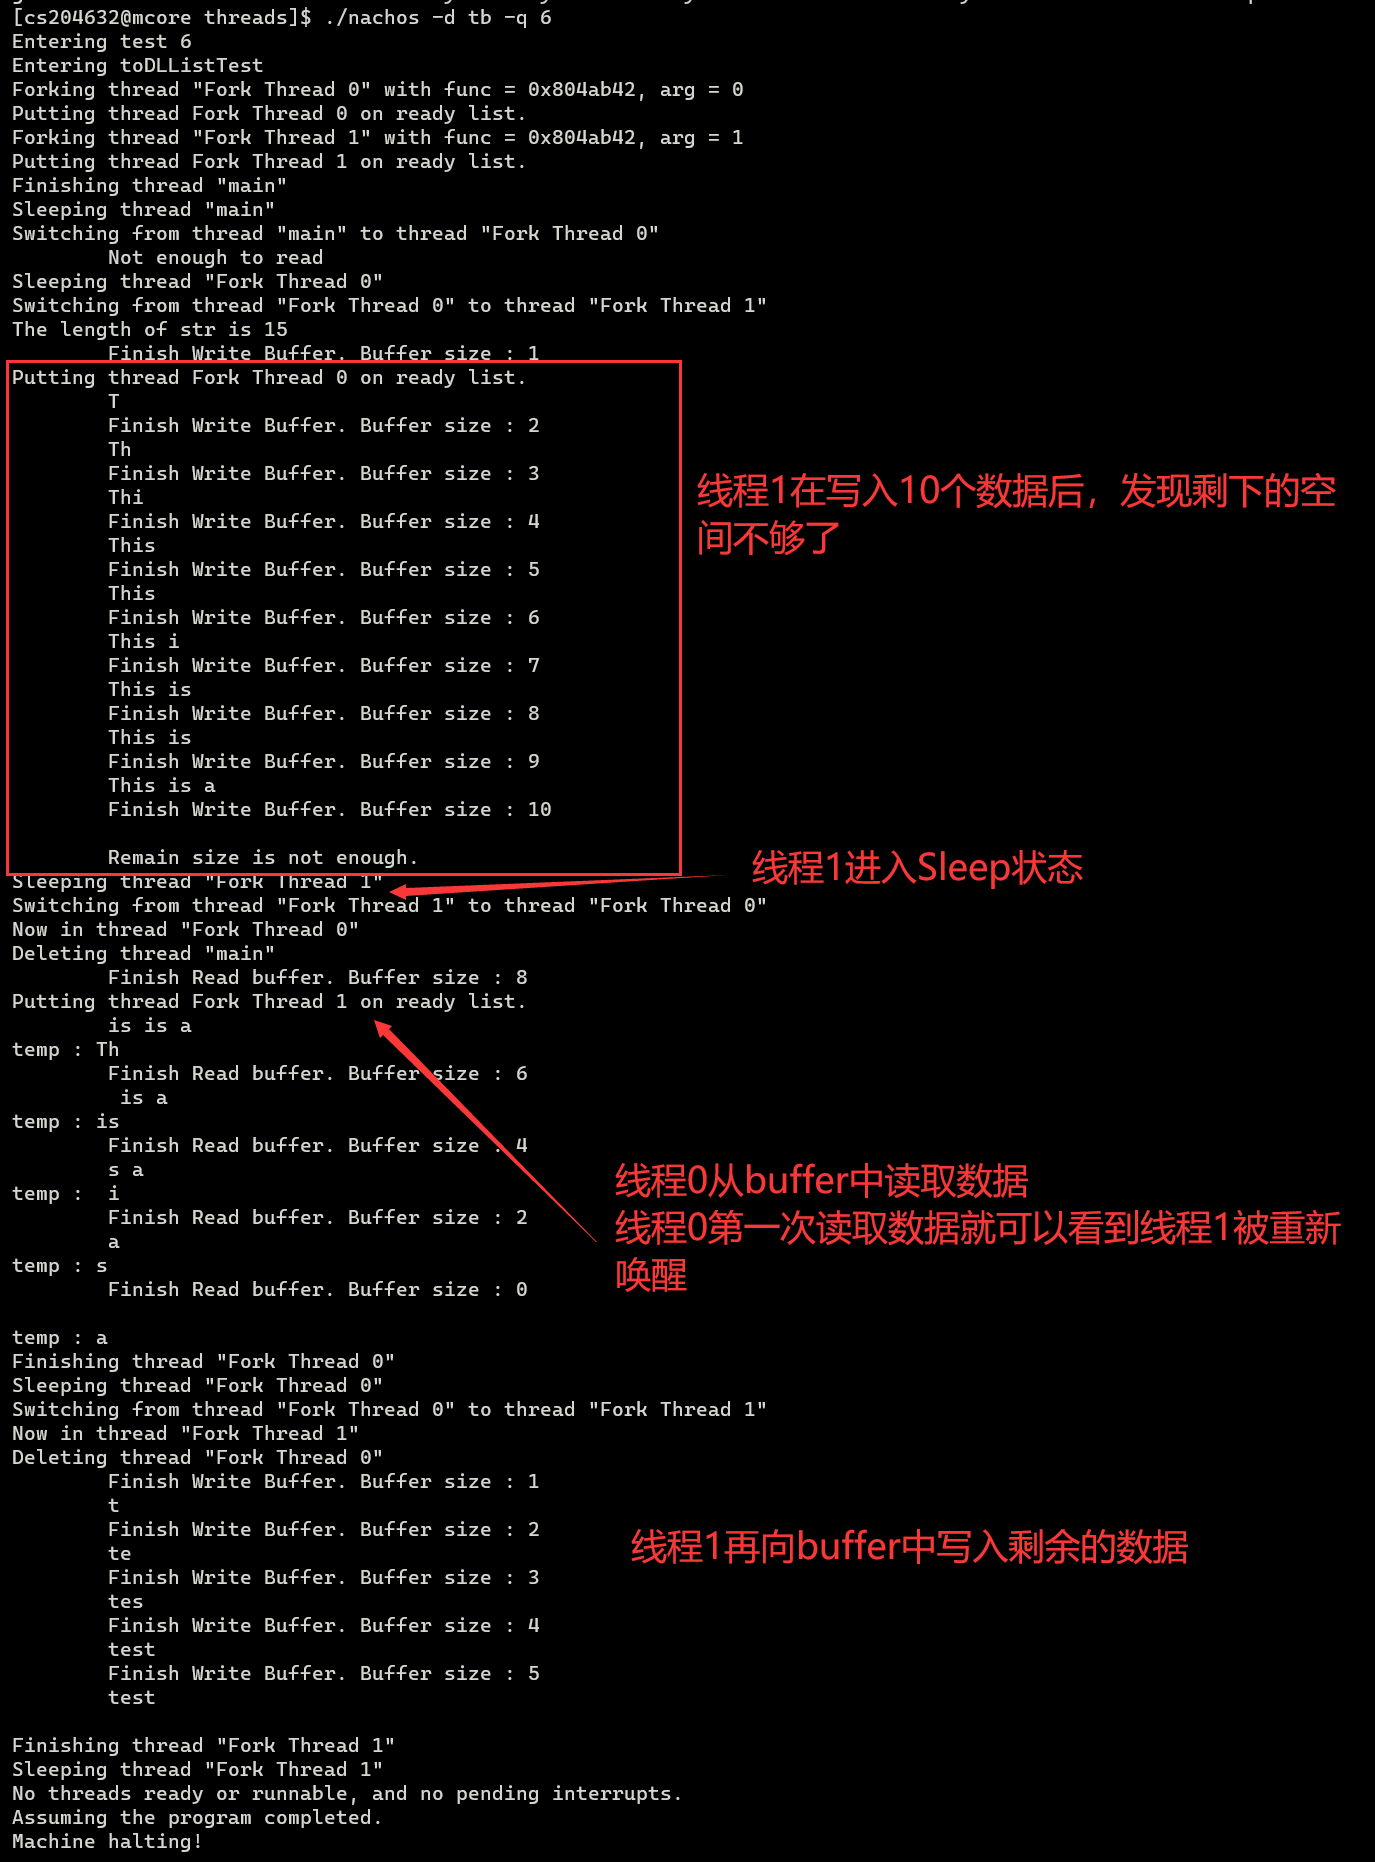 [cs204632@mcore threads]$ ./nachos -d tb -q 6
Entering test 6
Entering toDLListTest
Forking thread "Fork Thread 0" with func = 0x804ab42, arg = 0
Putting thread Fork Thread 0 on ready list.
Forking thread "Fork Thread 1" with func = 0x804ab42, arg = 1
Putting thread Fork Thread 1 on ready list.
Finishing thread "main"
Sleeping thread "main"
Switching from thread "main" to thread "Fork Thread 0"
Not enough to read
Sleeping thread "Fork Thread 0"
Switching from thread "Fork Thread 0" to thread "Fork Thread 1"
The length of str is 15
Finish Write Buffer. Buffer size : 1
Putting thread Fork Thread 0 on ready list.
T
Finish Write Buffer. Buffer size : 2
Th
Finish Write Buffer. Buffer size : 3
Thi
Finish Write Buffer. Buffer size : 4
This
Finish Write Buffer. Buffer size : 5
This
Finish Write Buffer. Buffer size : 6
This i
Finish Write Buffer. Buffer size : 7
This is
Finish Write Buffer. Buffer size : 8
This is
Finish Write Buffer. Buffer size : 9
This is a
Finish Write Buffer. Buffer size : 10
Remain size is not enough.
线程1在写入10个数据后，发现剩下的空
间不够了
Sleeping thread "Fork Thread 1"
线程1进入Sleep状态
Switching from thread "Fork Thread 1" to thread "Fork Thread 0"
Now in thread "Fork Thread 0"
Deleting thread "main"
Finish Read buffer. Buffer size : 8
Putting thread Fork Thread 1 on ready list.
is is a
temp : Th
Finish Read buffer. Buffer size : 6
is a
temp : is
Finish Read buffer. Buffer size : 4
s a
temp :  i
Finish Read buffer. Buffer size : 2
a
temp : s
Finish Read buffer. Buffer size : 0
temp : a
线程0从buffer中读取数据
线程0第一次读取数据就可以看到线程1被重新
唤醒
Finishing thread "Fork Thread 0"
Sleeping thread "Fork Thread 0"
Switching from thread "Fork Thread 0" to thread "Fork Thread 1"
Now in thread "Fork Thread 1"
Deleting thread "Fork Thread 0"
Finish Write Buffer. Buffer size : 1
t
Finish Write Buffer. Buffer size : 2
te
Finish Write Buffer. Buffer size : 3
tes
Finish Write Buffer. Buffer size : 4
test
Finish Write Buffer. Buffer size : 5
test
线程1再向buffer中写入剩余的数据
Finishing thread "Fork Thread 1"
Sleeping thread "Fork Thread 1"
No threads ready or runnable, and no pending interrupts.
Assuming the program completed.
Machine halting!